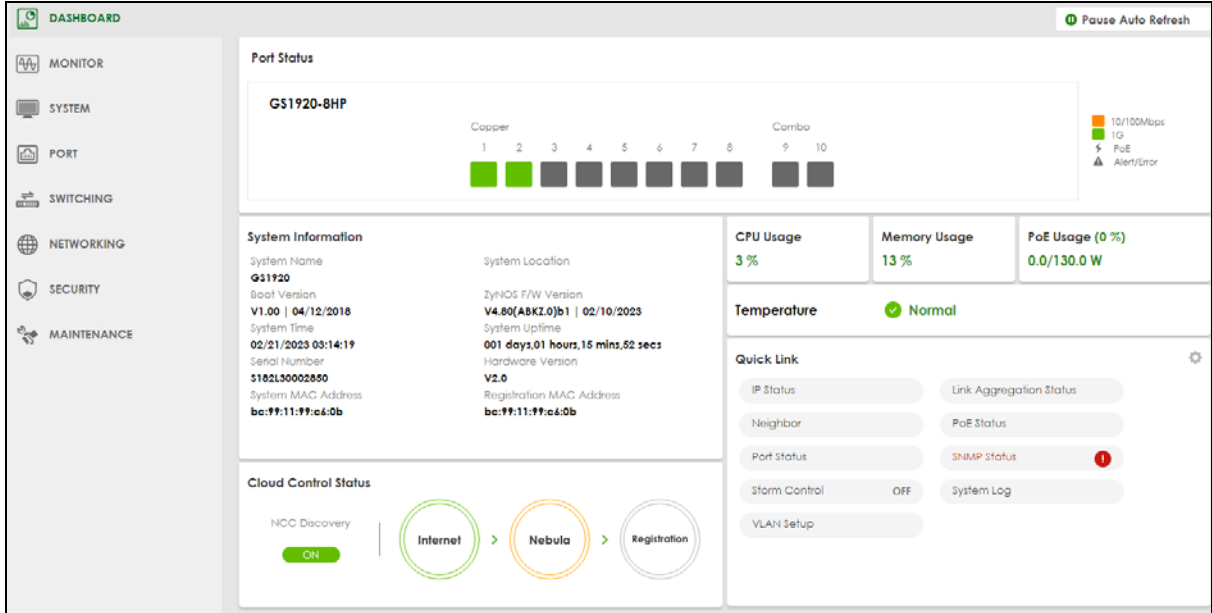 DASHBOARD
Pause Auto Refresh
MONITOR
SYSTEM
PORT
SWITCHING
NETWORKING
SECURITY
MAINTENANCE
Port Status
GS1920-8HP
Copper Combo
1 2 3 4 5 6 7 8 9 10
10/100Mbps
1G
PoE
Alert/Error
System Information
System Name System Location
GS1920
Boot Version ZyNOS F/W Version
V1.00 | 04/12/2018 V4.80(ABKZ.0)b1 | 02/10/2023
System Time System Uptime
02/21/2023 03:14:19 001 days,01 hours,15 mins,52 secs
Serial Number Hardware Version
S182L30002850 V2.0
System MAC Address Registration MAC Address
bc:99:11:99:c6:0b bc:99:11:99:c6:0b
CPU Usage
3 %
Memory Usage
13 %
PoE Usage (0 %)
0.0/130.0 W
Temperature Normal
Quick Link
IP Status Link Aggregation Status
Neighbor PoE Status
Port Status SNMP Status
Storm Control OFF System Log
VLAN Setup
Cloud Control Status
NCC Discovery
ON
Internet > Nebula > Registration